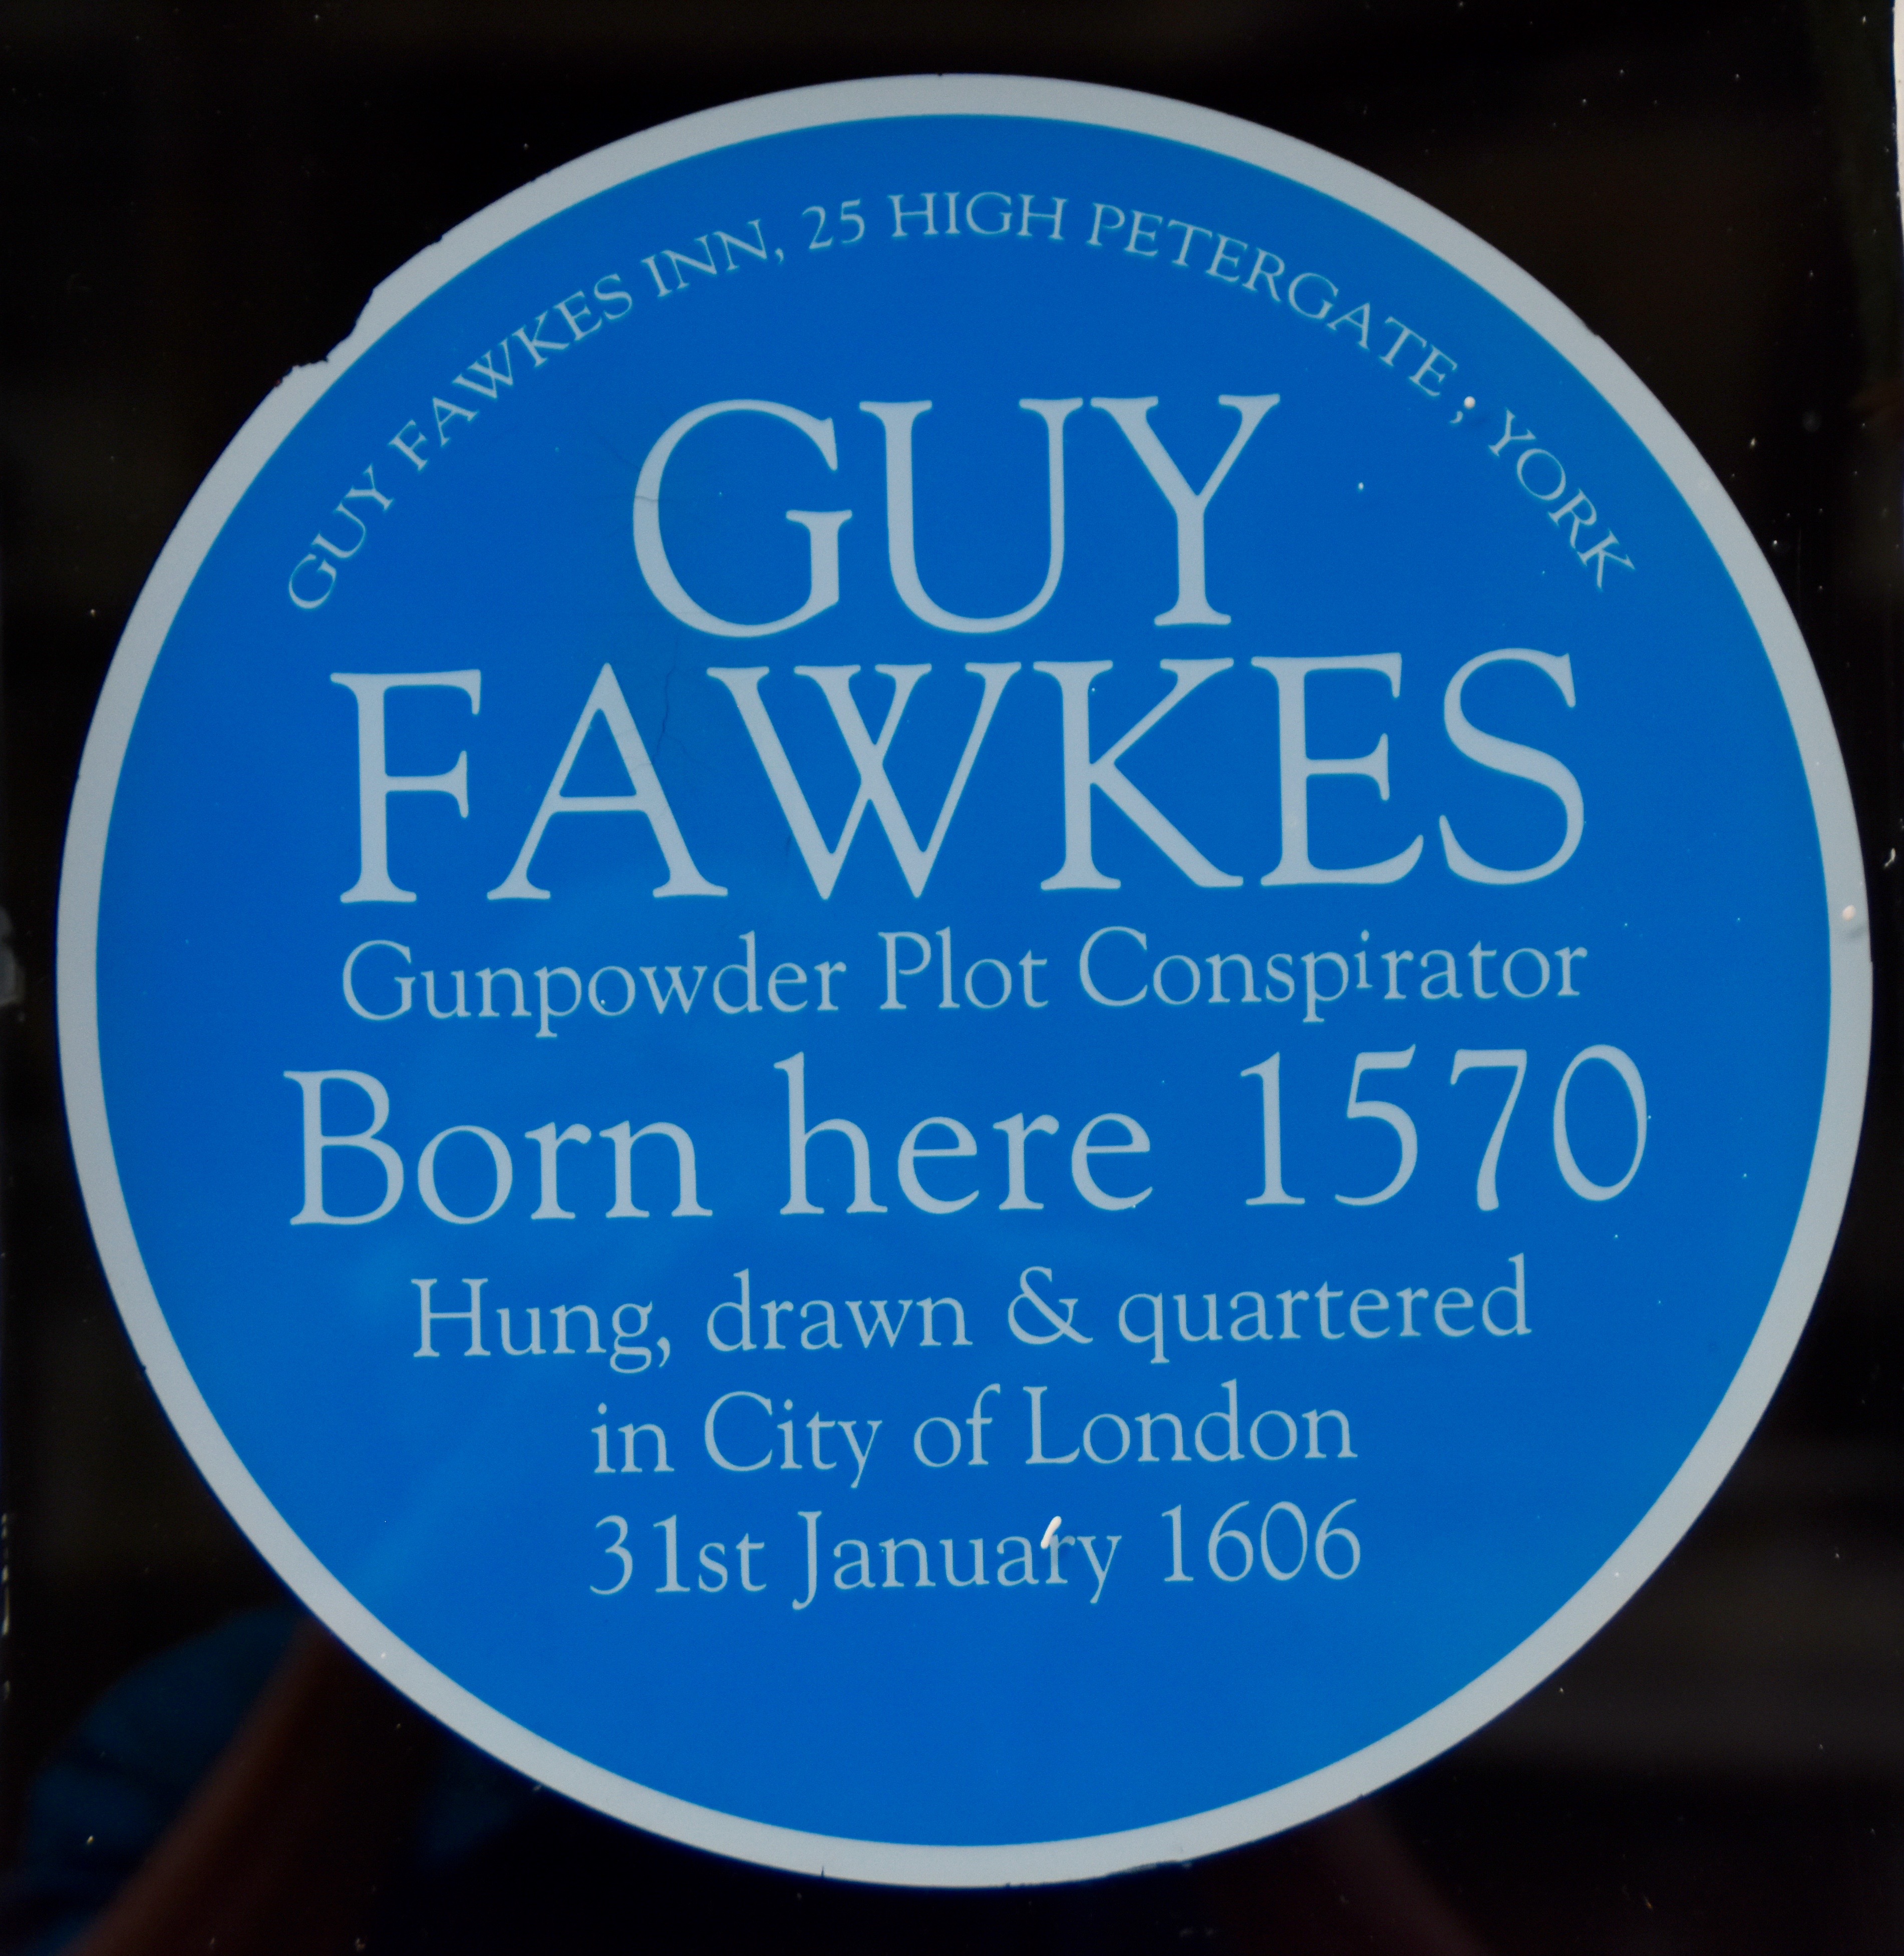 GUY FAWKES INN, 25 HIGH PETERGATE, YORK
GUY
FAWKES
Gunpowder Plot Conspirator
Born here 1570
Hung, drawn & quartered
in City of London
31st January 1606